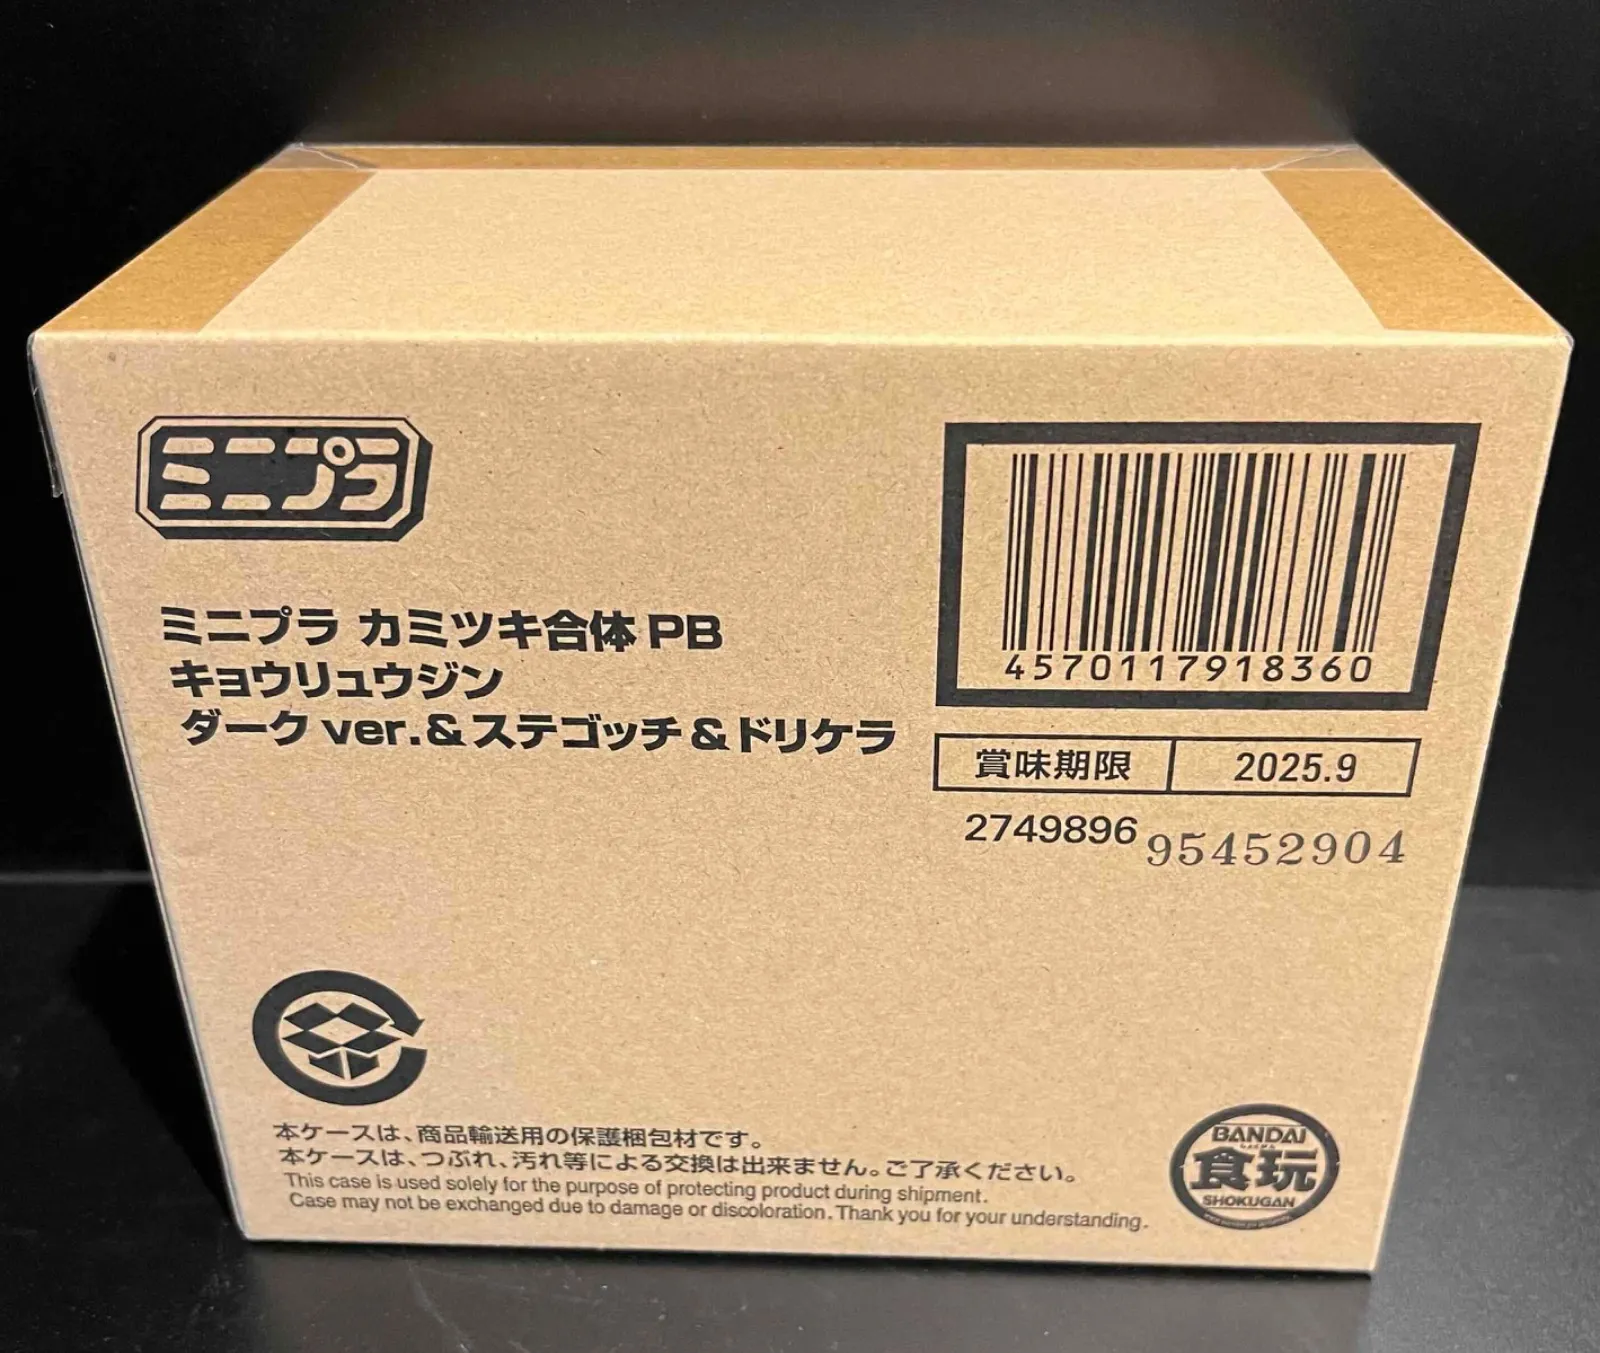 ミニプラ
ミニプラ カミツキ合体 PB
キョウリュウジン
ダーク ver.&ステゴッチ&ドリケラ
4570117918360
賞味期限 2025.9
2749896 95452904
本ケースは、商品輸送用の保護梱包材です。
本ケースは、つぶれ、汚れ等による交換は出来ません。ご了承ください。
This case is used solely for the purpose of protecting product during shipment.
Case may not be exchanged due to damage or discoloration. Thank you for your understanding.
BANDAI
食玩
SHOKUGAN